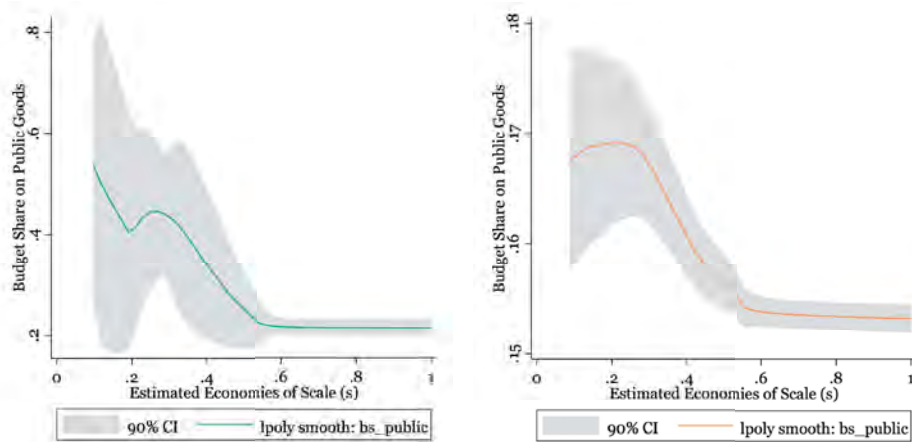 Budget Share on Public Goods
.8
.6
.4
.2
0 .2 .4 .6 .8 1
Estimated Economies of Scale (s)
90% CI lpoly smooth: bs_public
Budget Share on Public Goods
.18
.17
.16
.15
0 .2 .4 .6 .8 1
Estimated Economies of Scale (s)
90% CI lpoly smooth: bs_public